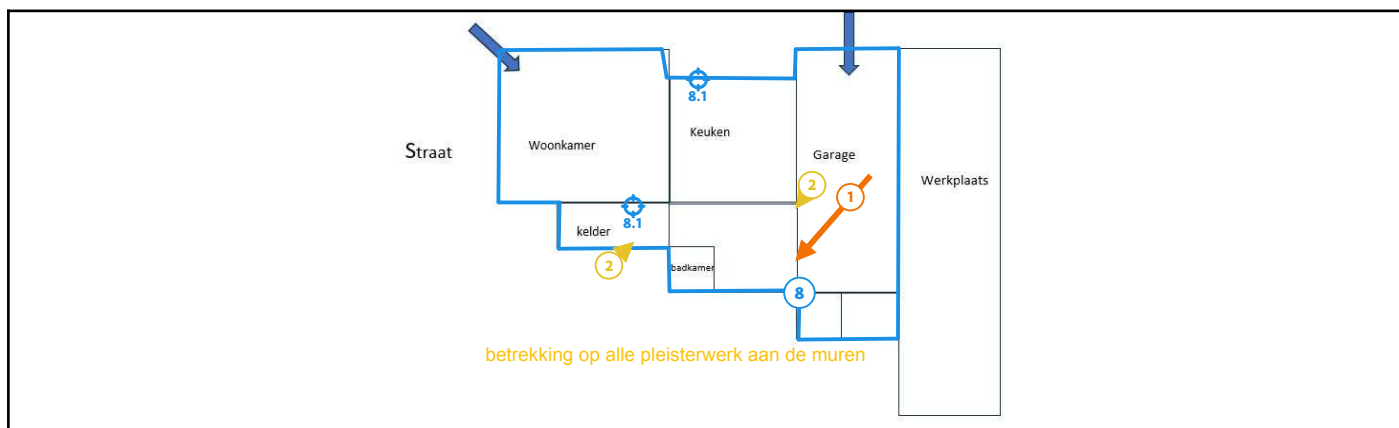 8.1
Keuken
Straat
Woonkamer
Garage
Werkplaats
2
1
8.1
kelder
2
badkamer
8
betrekking op alle pleisterwerk aan de muren